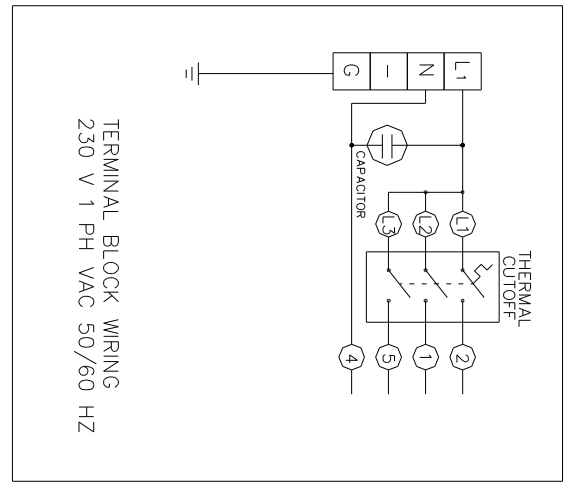 G – N L1
CAPACITOR
L3 L2 L1
THERMAL
CUTOFF
4 5 1 2
TERMINAL BLOCK WIRING
230 V 1 PH VAC 50/60 HZ